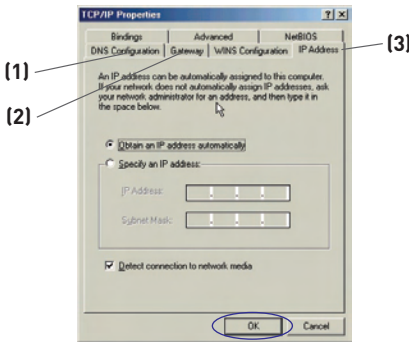 TCP/IP Properties
Bindings Advanced NetBIOS
DNS Configuration Gateway WINS Configuration IP Address
(1)
(2)
(3)
An IP address can be automatically assigned to this computer.
If your network does not automatically assign IP addresses, ask
your network administrator for an address, and then type it in
the space below.
Obtain an IP address automatically
Specify an IP address:
IP Address:
Subnet Mask:
Detect connection to network media
OK Cancel